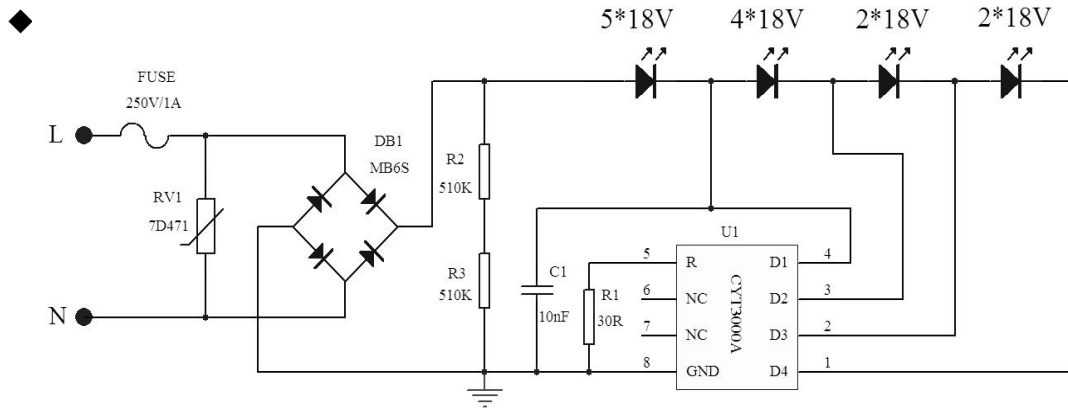 5*18V 4*18V 2*18V 2*18V
FUSE
250V/1A
L
DB1
MB6S
R2
510K
RV1
7D471
U1
R3
510K
C1
10nF
R1
30R
5 R D1 4
6 NC D2 3
7 NC D3 2
8 GND D4 1
CYT3000A
N